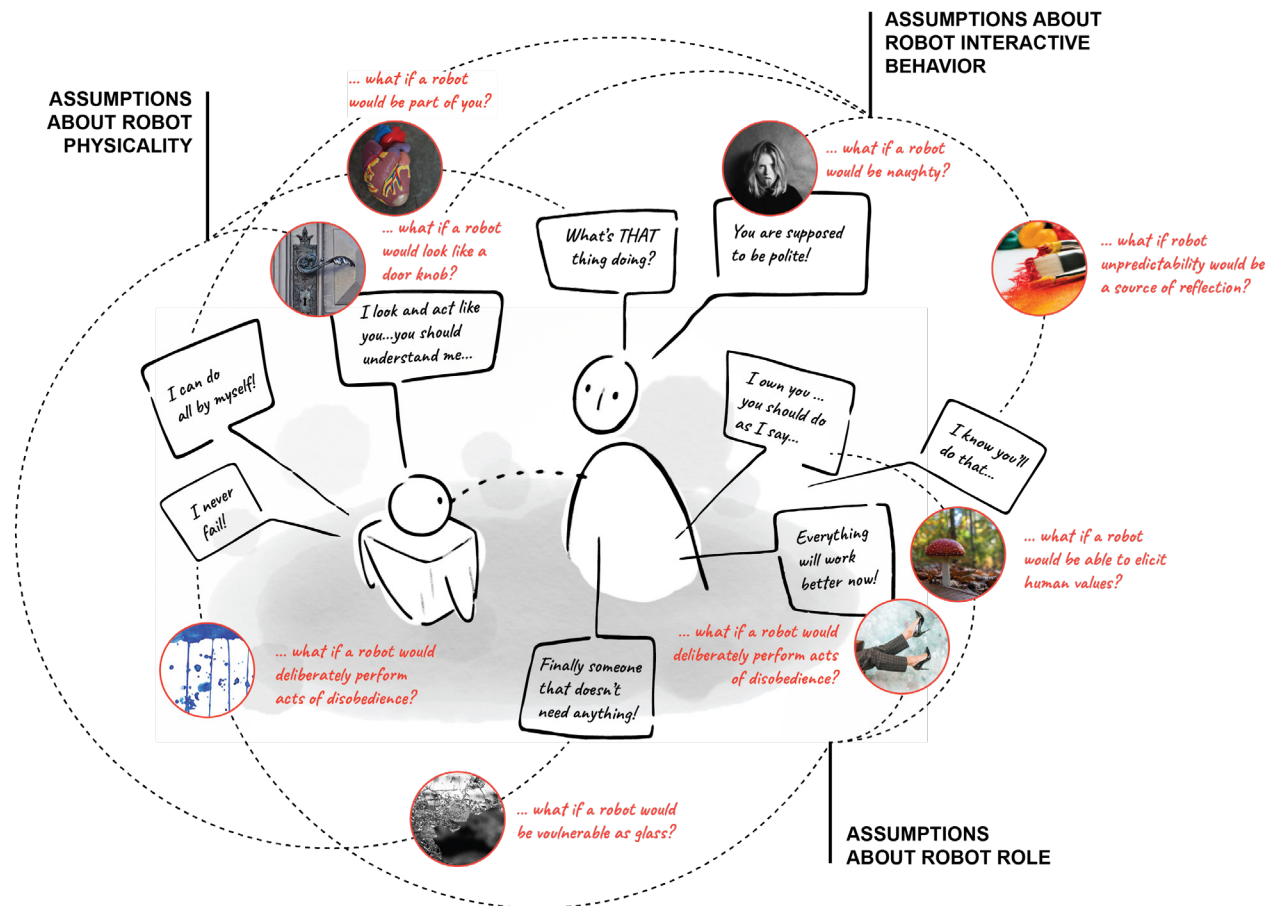 ASSUMPTIONS ABOUT
ROBOT INTERACTIVE
BEHAVIOR
ASSUMPTIONS
ABOUT ROBOT
PHYSICALITY
... what if a robot
would be part of you?
... what if a robot
would be naughty?
... what if a robot
would look like a
door knob?
What's THAT
thing doing?
You are supposed
to be polite!
... what if robot
unpredictability would be
a source of reflection?
I look and act like
you...you should
understand me...
I can do
all by myself!
I own you ...
you should do
as I say...
I know you'll
do that...
I never
fail!
Everything
will work
better now!
... what if a robot
would be able to elicit
human values?
... what if a robot would
deliberately perform
acts of disobedience?
Finally someone
that doesn't
need anything!
... what if a robot would
deliberately perform acts
of disobedience?
... what if a robot would
be voulnerable as glass?
ASSUMPTIONS
ABOUT ROBOT ROLE